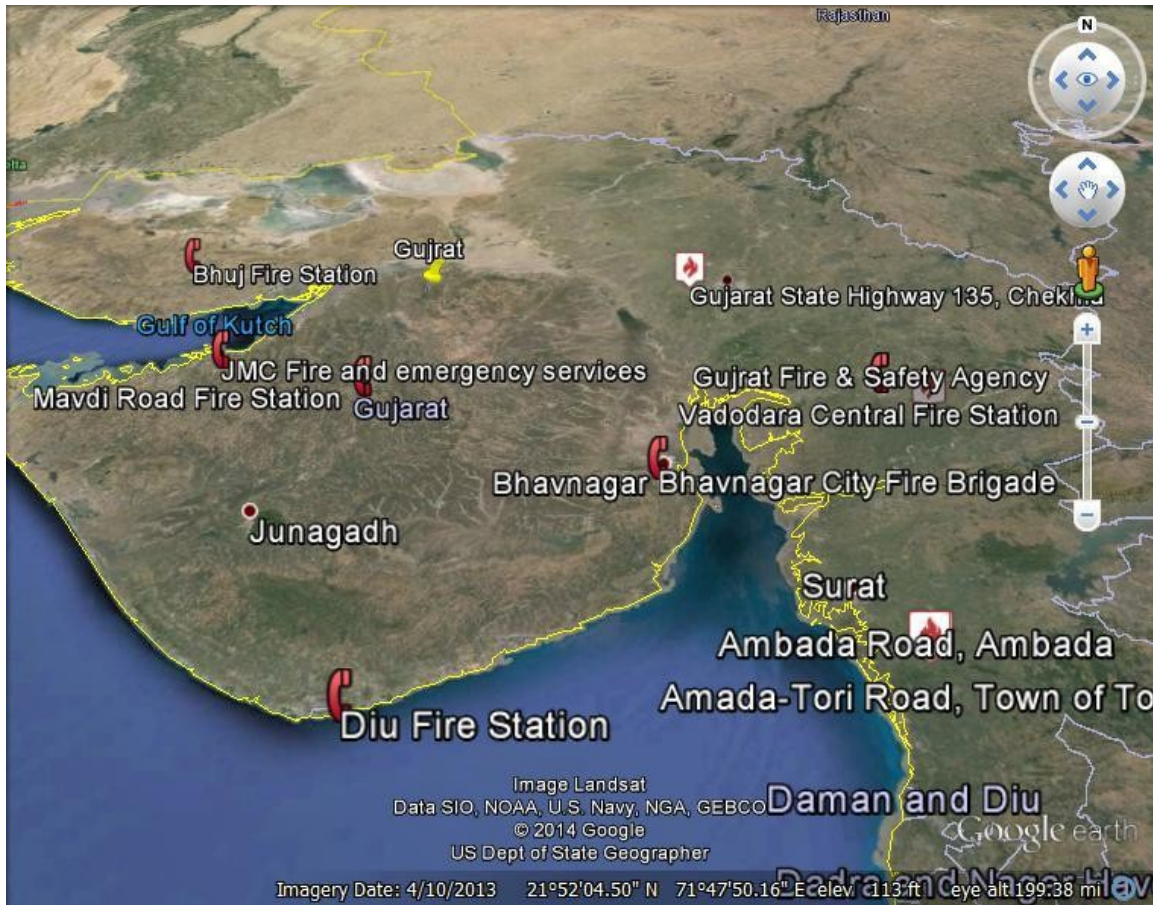 Rajasthan
N
Gujrat
Bhuj Fire Station
Gujarat State Highway 135,
Gulf of Kutch
JMC Fire and emergency services
Gujrat Fire & Safety Agency
Mavdi Road Fire Station
Gujarat
Vadodara Central Fire Station
Bhavnagar
Bhavnagar City Fire Brigade
Junagadh
Surat
Ambada Road, Ambada
Amada-Tori Road, Town of To
Diu Fire Station
Image Landsat
Data SIO, NOAA, U.S. Navy, NGA, GEBCO
© 2014 Google
US Dept of State Geographer
Daman and Diu
Google earth
Dadra and Nagar Hav
Imagery Date: 4/10/2013 21°52'04.50" N 71°47'50.16" E elev 113 ft eye alt 199.38 mi